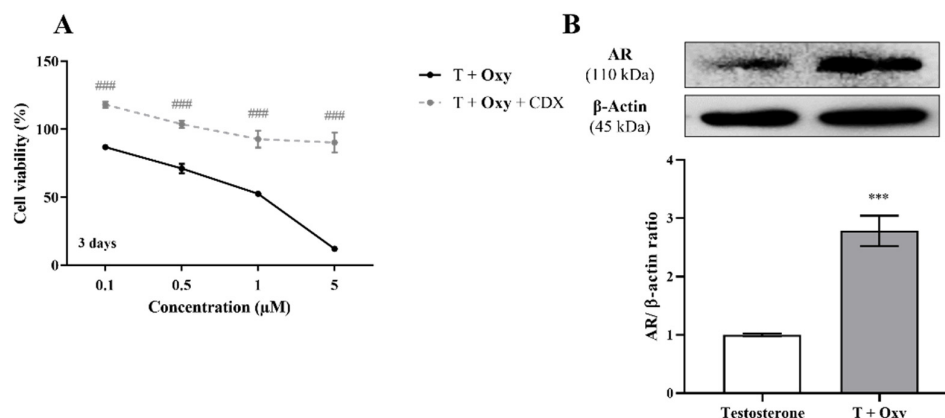 A
150
100
50
0
Cell viability (%)
###
###
###
###
3 days
0.1
0.5
1
5
Concentration (µM)
T + Oxy
T + Oxy + CDX
B
AR
(110 kDa)
β-Actin
(45 kDa)
4
3
2
1
0
AR/ β-actin ratio
***
Testosterone
T + Oxy